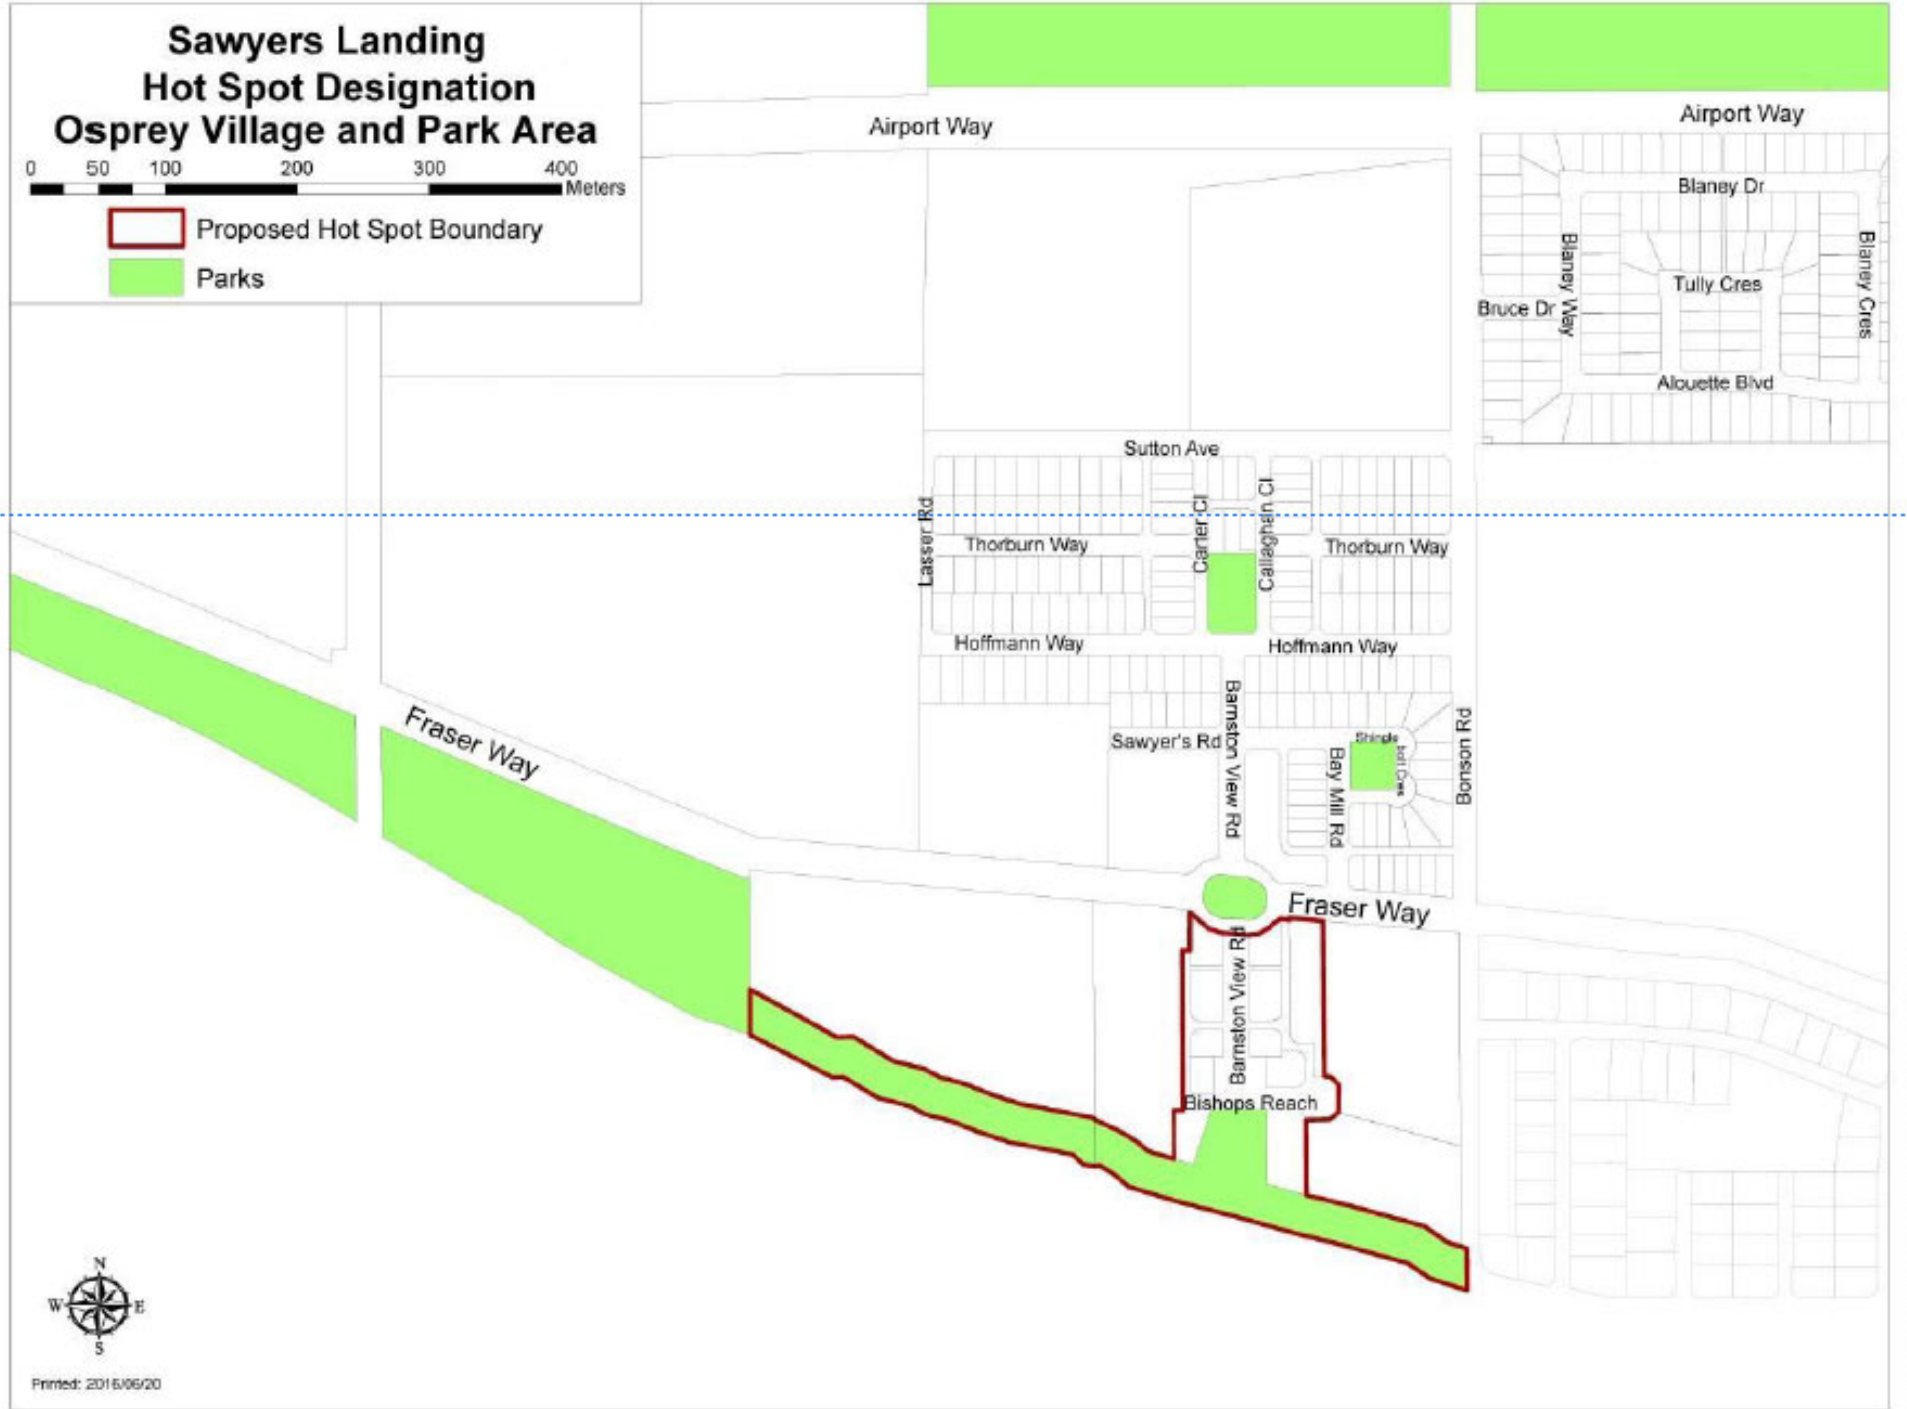 Sawyers Landing
Hot Spot Designation
Osprey Village and Park Area
0 50 100 200 300 400
Meters
Proposed Hot Spot Boundary
Parks
Airport Way
Airport Way
Blaney Dr
Blaney Way
Blaney Cres
Tully Cres
Bruce Dr
Alouette Blvd
Sutton Ave
Lasser Rd
Carter Cl
Callaghan Cl
Thorburn Way
Thorburn Way
Hoffmann Way
Hoffmann Way
Barnston View Rd
Sawyer's Rd
Shingle
Bay Mill Rd
Bonson Rd
Fraser Way
Fraser Way
Barnston View Rd
Bishops Reach
N
W E
S
Printed: 2016/06/20